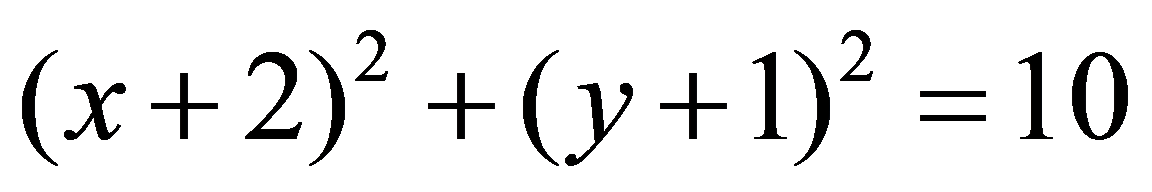 (x + 2)² + (y + 1)² = 10